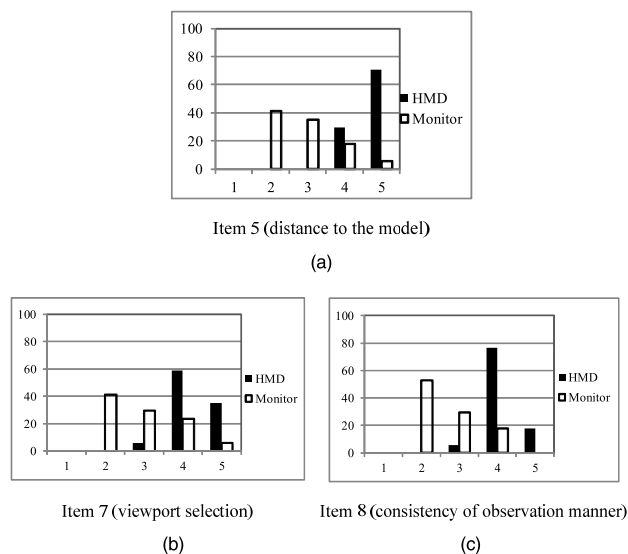 100
80
60
40
20
0
1 2 3 4 5
HMD
Monitor
Item 5 (distance to the model)
(a)
100
80
60
40
20
0
1 2 3 4 5
HMD
Monitor
Item 7 (viewport selection)
(b)
100
80
60
40
20
0
1 2 3 4 5
HMD
Monitor
Item 8 (consistency of observation manner)
(c)